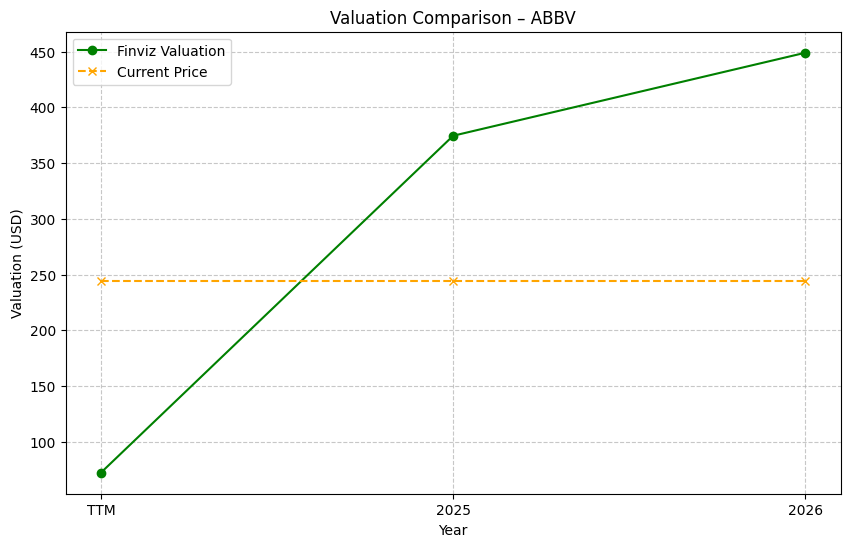 Valuation Comparison – ABBV
Finviz Valuation
Current Price
450
400
350
300
250
200
150
100
Valuation (USD)
TTM
2025
2026
Year